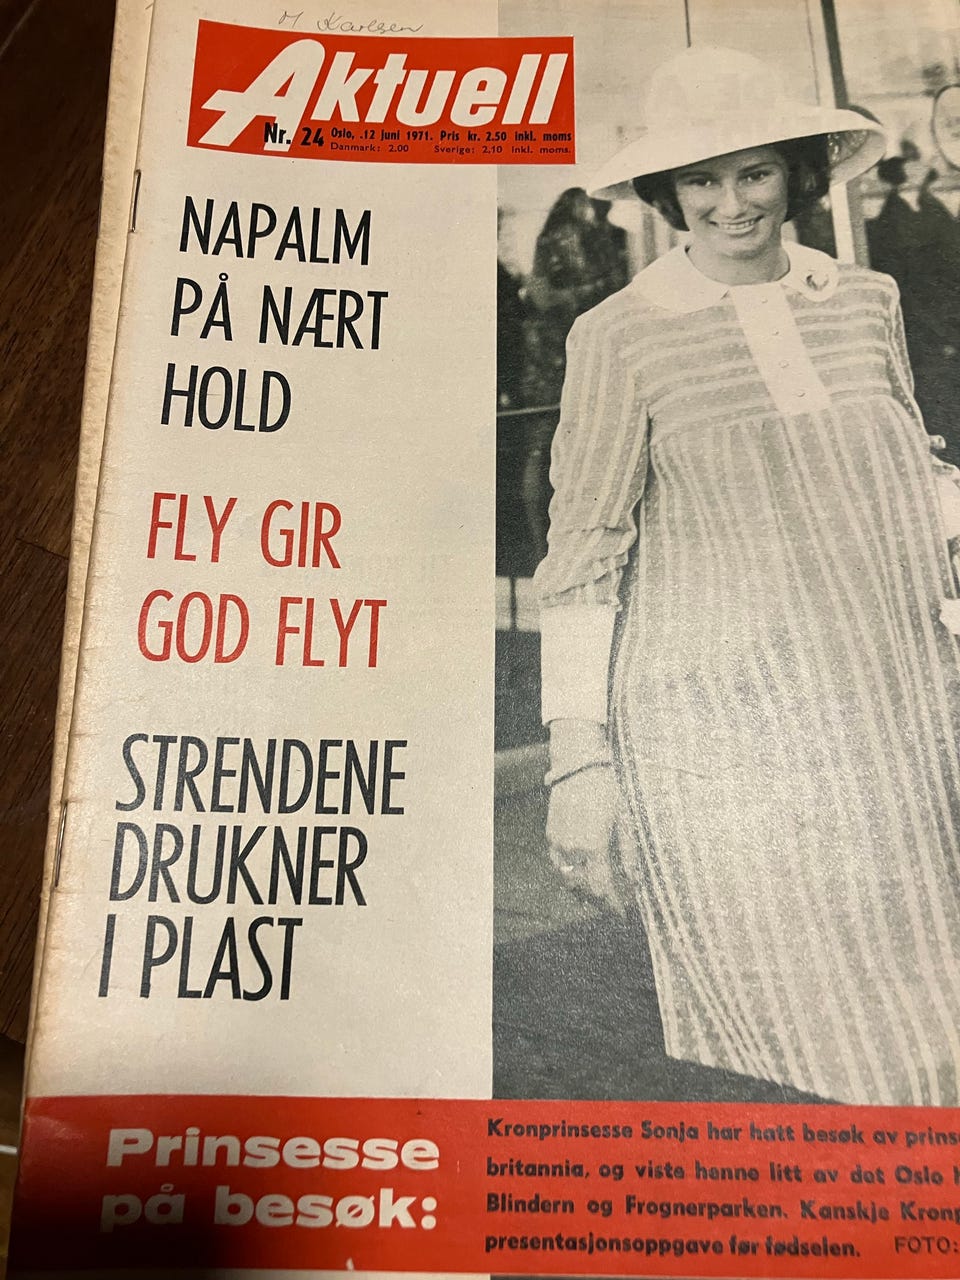 M Karlsen
Aktuell
Nr. 24 Oslo, .12 juni 1971. Pris kr. 2.50 inkl. moms
Danmark: 2.00 Sverige: 2,10 inkl. moms.
NAPALM
PÅ NÆRT
HOLD
FLY GIR
GOD FLYT
STRENDENE
DRUKNER
I PLAST
Prinsesse
på besøk:
Kronprinsesse Sonja har hatt besøk av prins
britannia, og viste henne litt av det Oslo
Blindern og Frognerparken. Kanskje Kronp
presentasjonsoppgave før fødselen. FOTO: